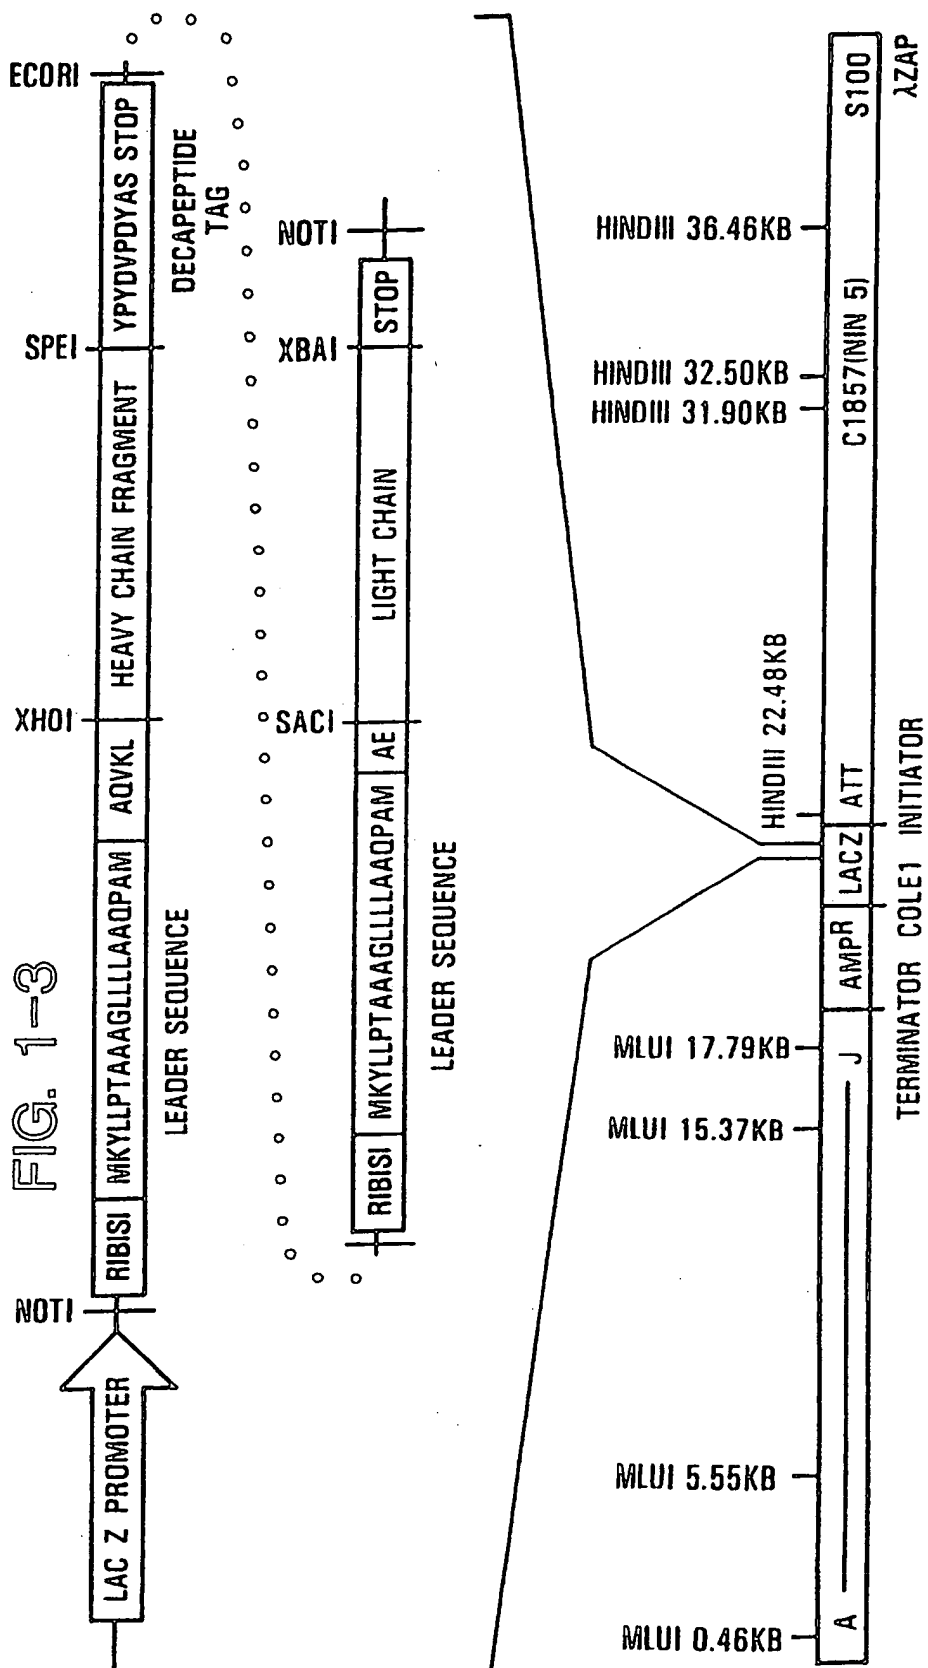 FIG. 1-3
LAC Z PROMOTER
NOTI
RIBISI
MKYLLPTAAAGLLLLAAQPAM
AQVKL
XHOI
HEAVY CHAIN FRAGMENT
SPEI
YPYDVPDYAS STOP
ECORI
LEADER SEQUENCE
DECAPEPTIDE
TAG
RIBISI
MKYLLPTAAAGLLLLAAQPAM
AE
SACI
LIGHT CHAIN
XBAI
STOP
NOTI
LEADER SEQUENCE
MLUI 0.46KB
MLUI 5.55KB
MLUI 15.37KB
MLUI 17.79KB
HINDIII 22.48KB
HINDIII 31.90KB
HINDIII 32.50KB
HINDIII 36.46KB
A
J
AMPR
LACZ
ATT
C1857(NIN 5)
S100
TERMINATOR COLE1 INITIATOR
λZAP